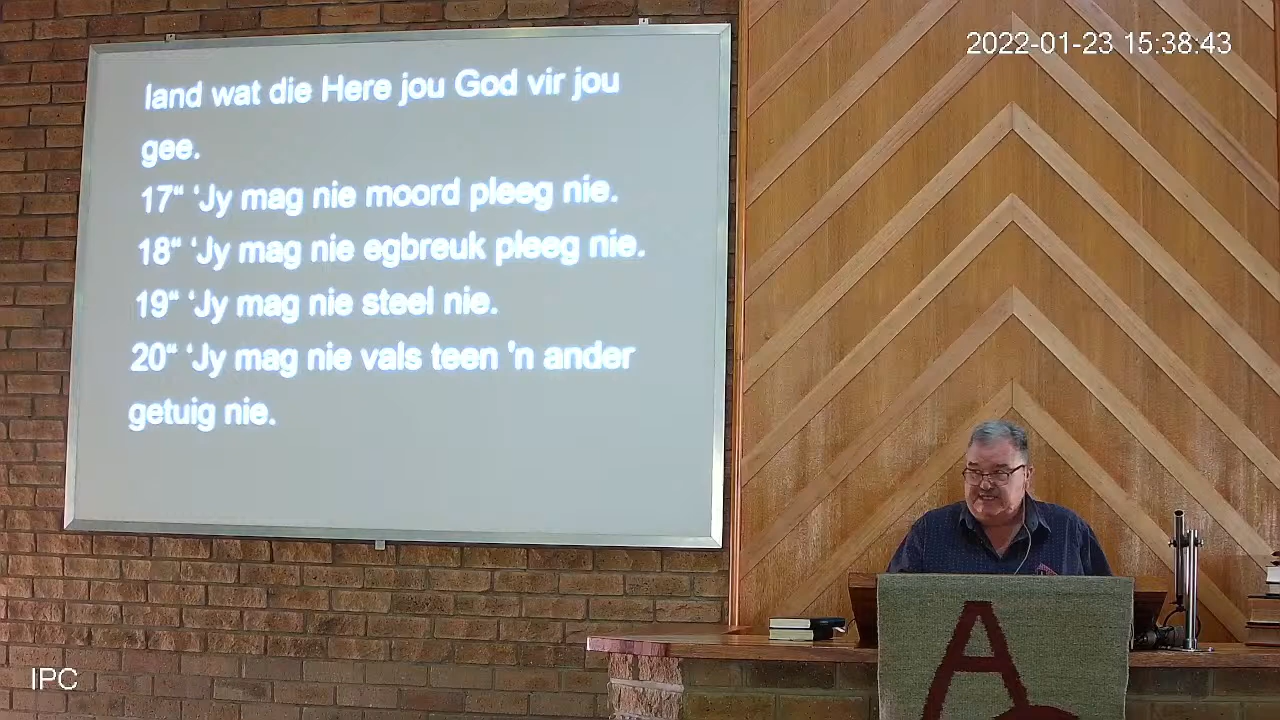 2022-01-23 15:38:43
land wat die Here jou God vir jou
gee.
17“ ‘Jy mag nie moord pleeg nie.
18“ ‘Jy mag nie egbreuk pleeg nie.
19“ ‘Jy mag nie steel nie.
20“ ‘Jy mag nie vals teen 'n ander
getuig nie.
A
IPC